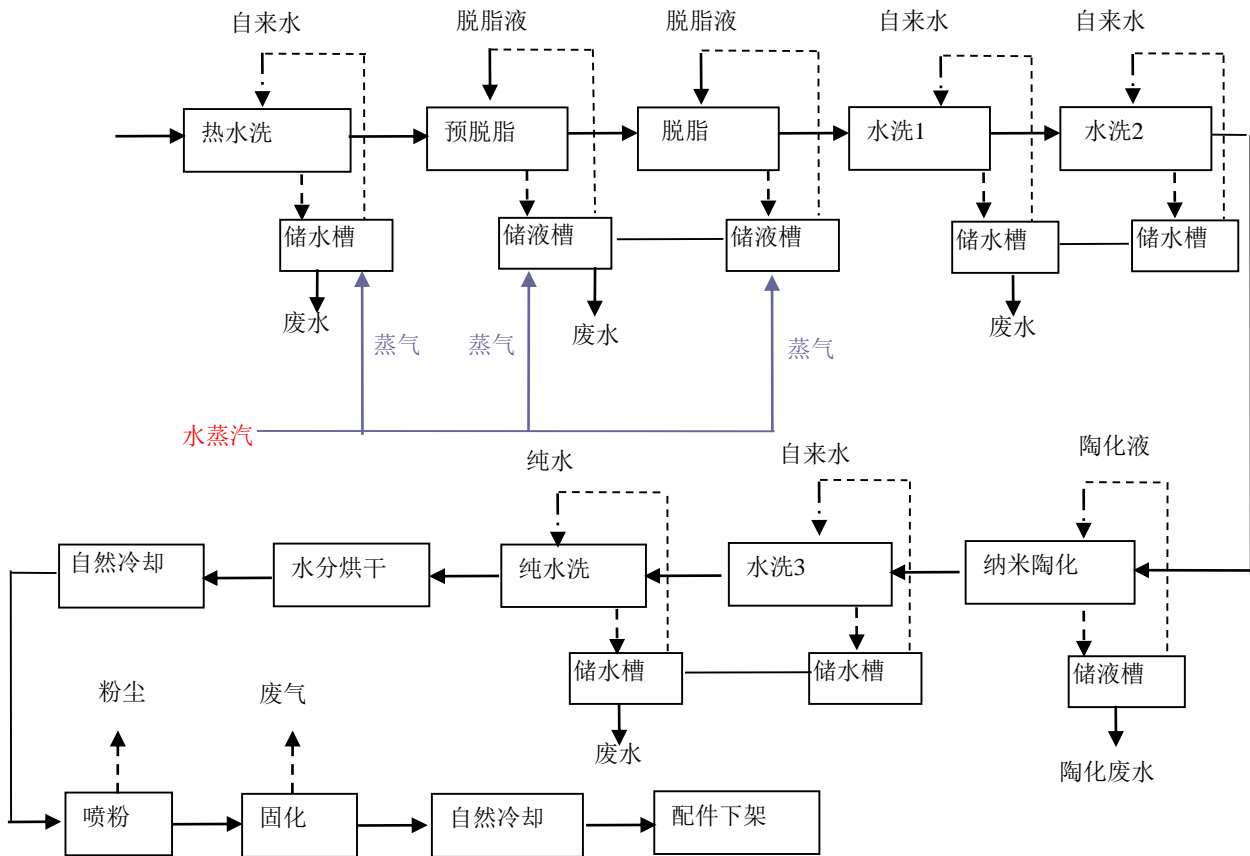 自来水
脱脂液
脱脂液
自来水
自来水
热水洗
预脱脂
脱脂
水洗1
水洗2
储水槽
储液槽
储液槽
储水槽
储水槽
废水
废水
废水
蒸气
蒸气
蒸气
水蒸汽
纯水
自来水
陶化液
自然冷却
水分烘干
纯水洗
水洗3
纳米陶化
储水槽
储水槽
储液槽
粉尘
废气
废水
陶化废水
喷粉
固化
自然冷却
配件下架